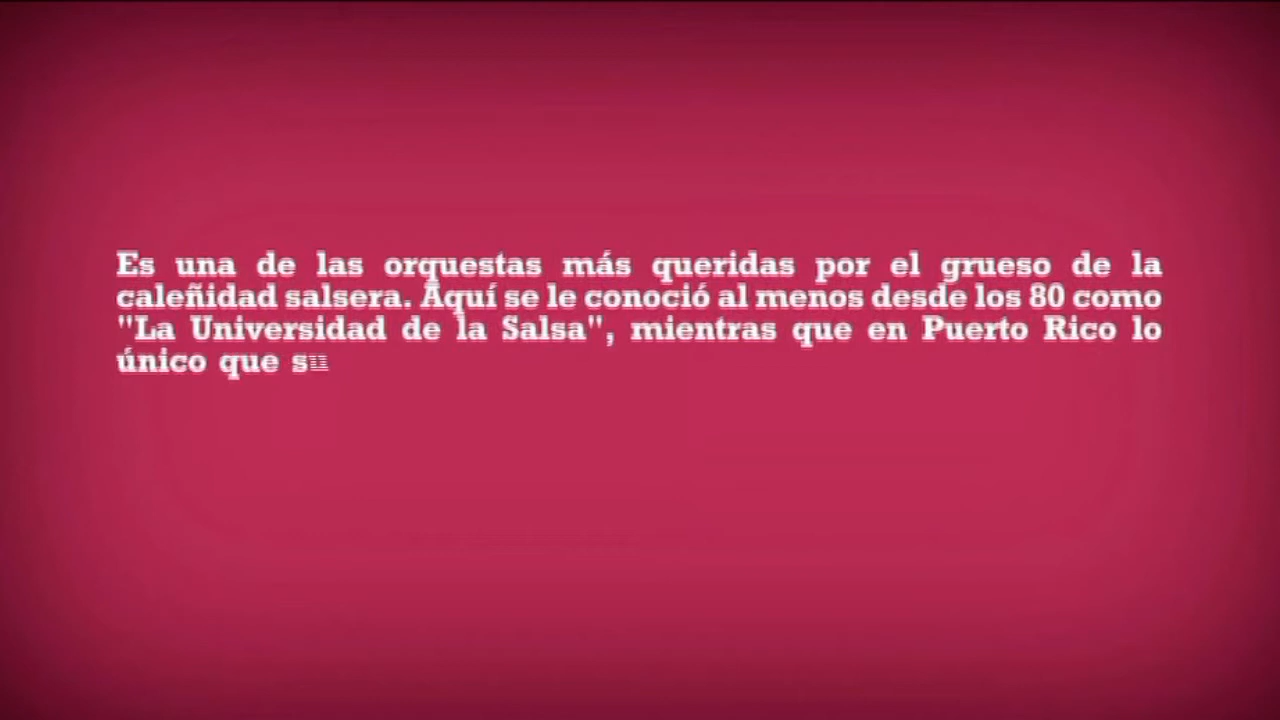 Es una de las orquestas más queridas por el grueso de la
caleñidad salsera. Aquí se le conoció al menos desde los 80 como
"La Universidad de la Salsa", mientras que en Puerto Rico lo
único que